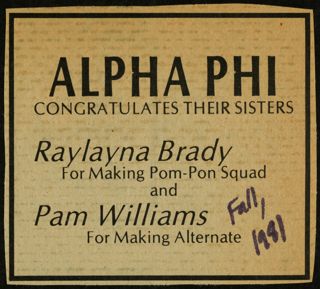 ALPHA PHI
CONGRATULATES THEIR SISTERS
Raylayna Brady
For Making Pom-Pon Squad
and
Pam Williams
For Making Alternate
Fall,
1981